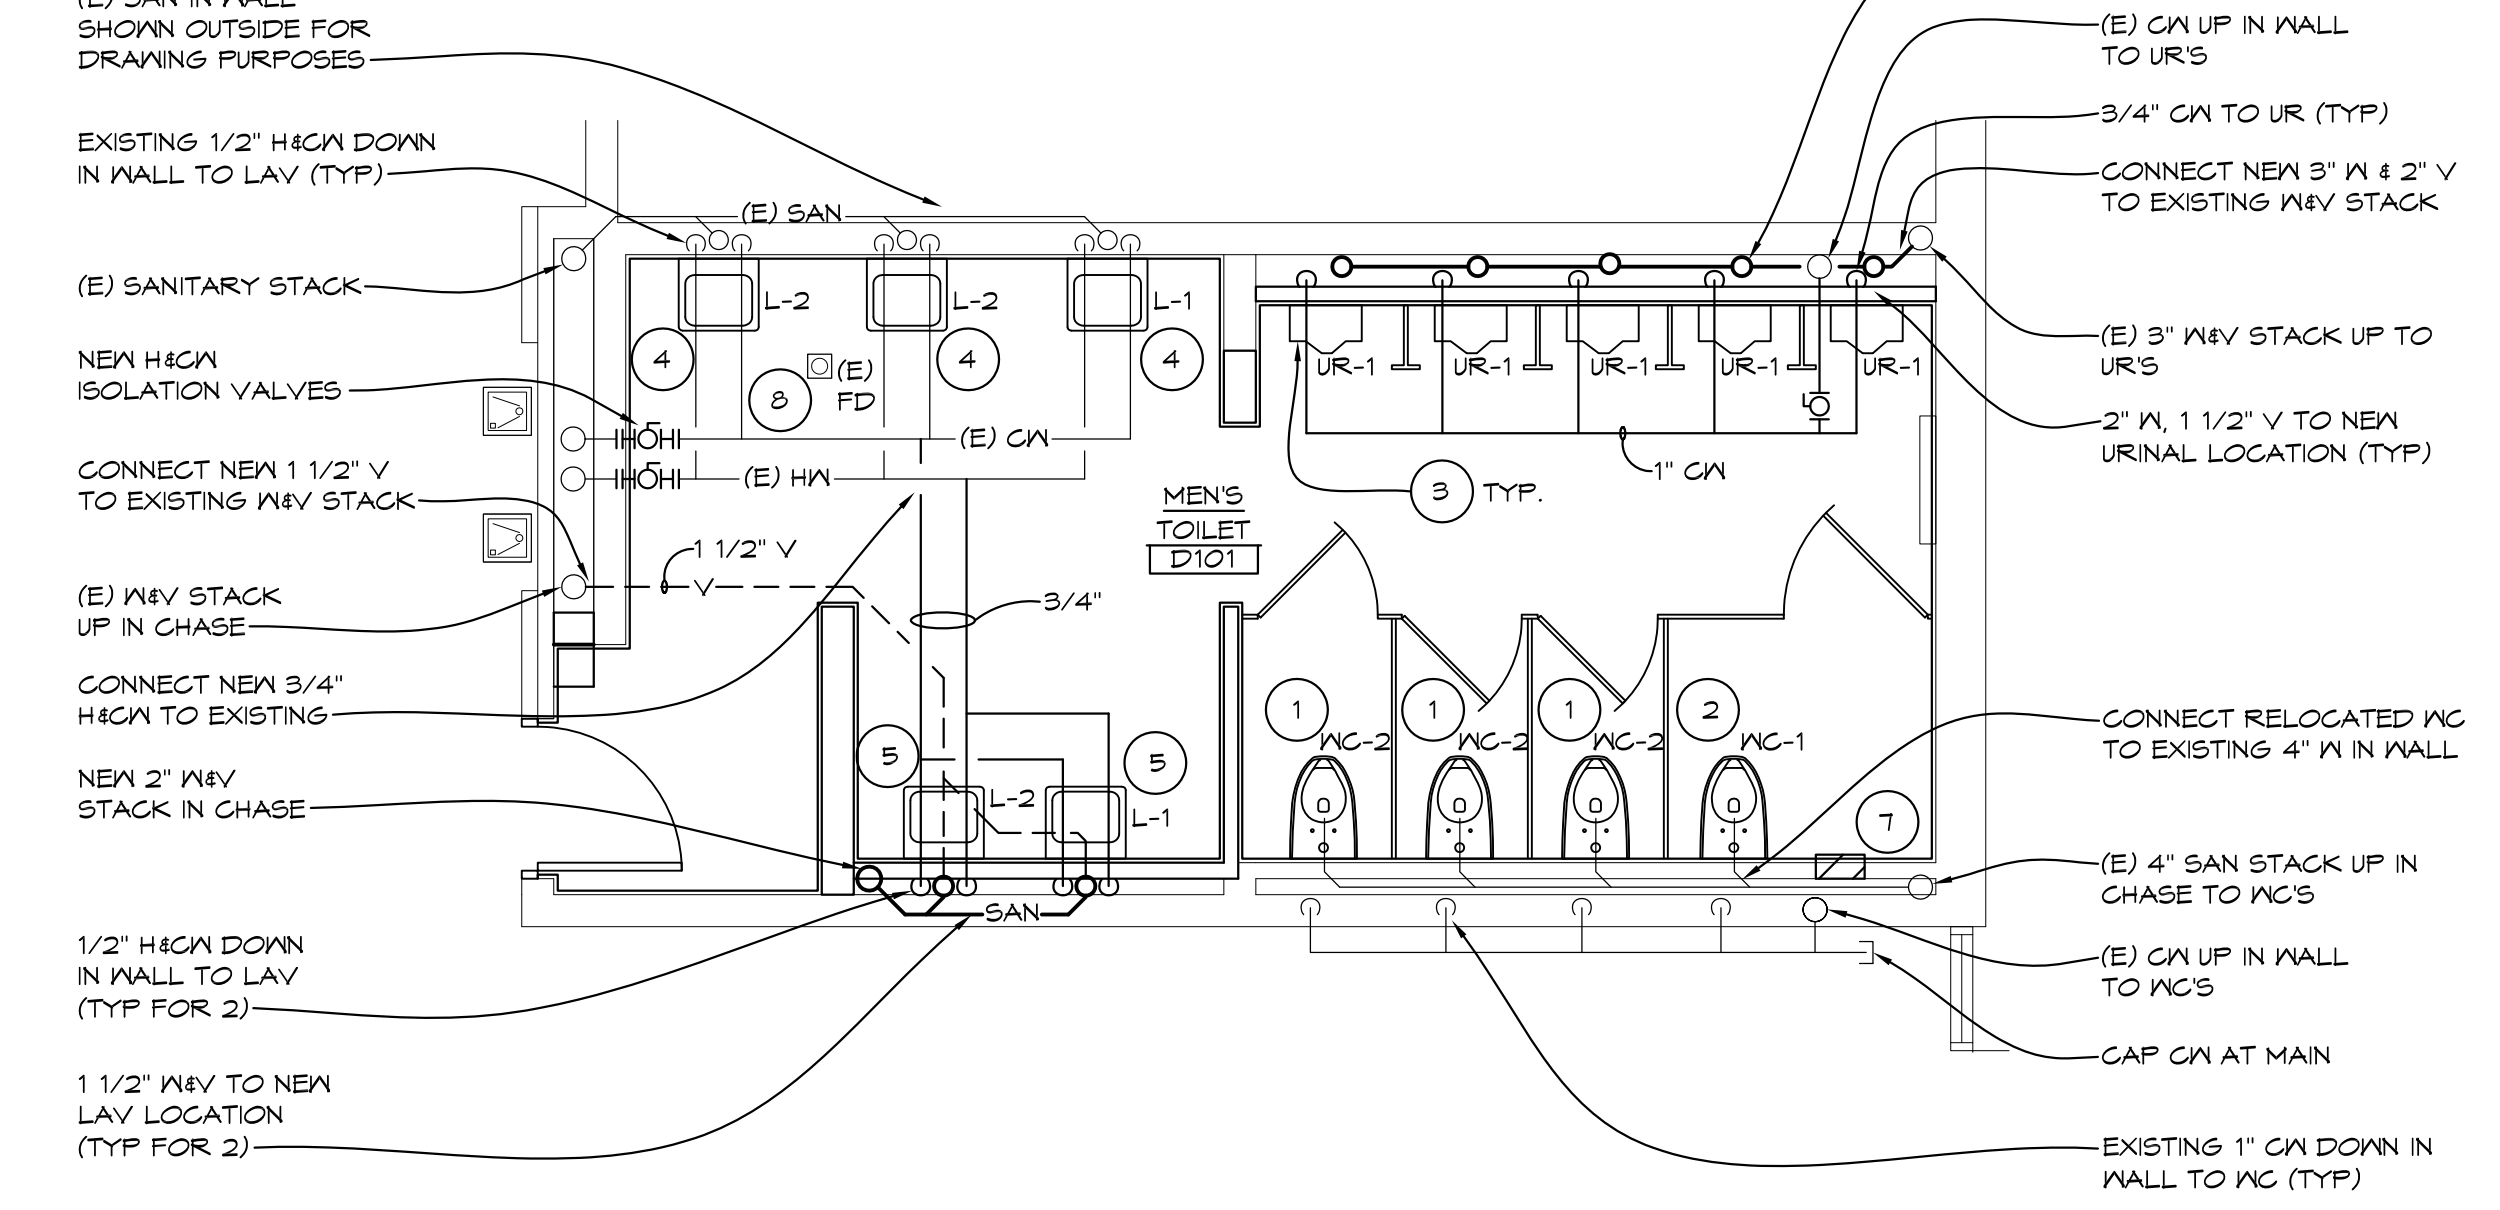 (E) SAN IN WALL
SHOWN OUTSIDE FOR
DRAWING PURPOSES
EXISTING 1/2" H&CW DOWN
IN WALL TO LAV (TYP)
(E) SANITARY STACK
NEW H&CW
ISOLATION VALVES
CONNECT NEW 1 1/2" V
TO EXISTING W&V STACK
(E) W&V STACK
UP IN CHASE
CONNECT NEW 3/4"
H&CW TO EXISTING
NEW 2" W&V
STACK IN CHASE
1/2" H&CW DOWN
IN WALL TO LAV
(TYP FOR 2)
1 1/2" W&V TO NEW
LAV LOCATION
(TYP FOR 2)
(E) SAN
L-2
L-2
L-1
4
4
4
8
(E)
FD
(E) CW
(E) HW
1 1/2" V
V
3/4"
MEN'S
TOILET
D101
5
5
L-2
L-1
SAN
UR-1
UR-1
UR-1
UR-1
UR-1
1" CW
3
TYP.
1
1
1
2
WC-2
WC-2
WC-2
WC-1
7
(E) CW UP IN WALL
TO UR'S
3/4" CW TO UR (TYP)
CONNECT NEW 3" W & 2" V
TO EXISTING W&V STACK
(E) 3" W&V STACK UP TO
UR'S
2" W, 1 1/2" V TO NEW
URINAL LOCATION (TYP)
CONNECT RELOCATED WC
TO EXISTING 4" W IN WALL
(E) 4" SAN STACK UP IN
CHASE TO WC'S
(E) CW UP IN WALL
TO WC'S
CAP CW AT MAIN
EXISTING 1" CW DOWN IN
WALL TO WC (TYP)